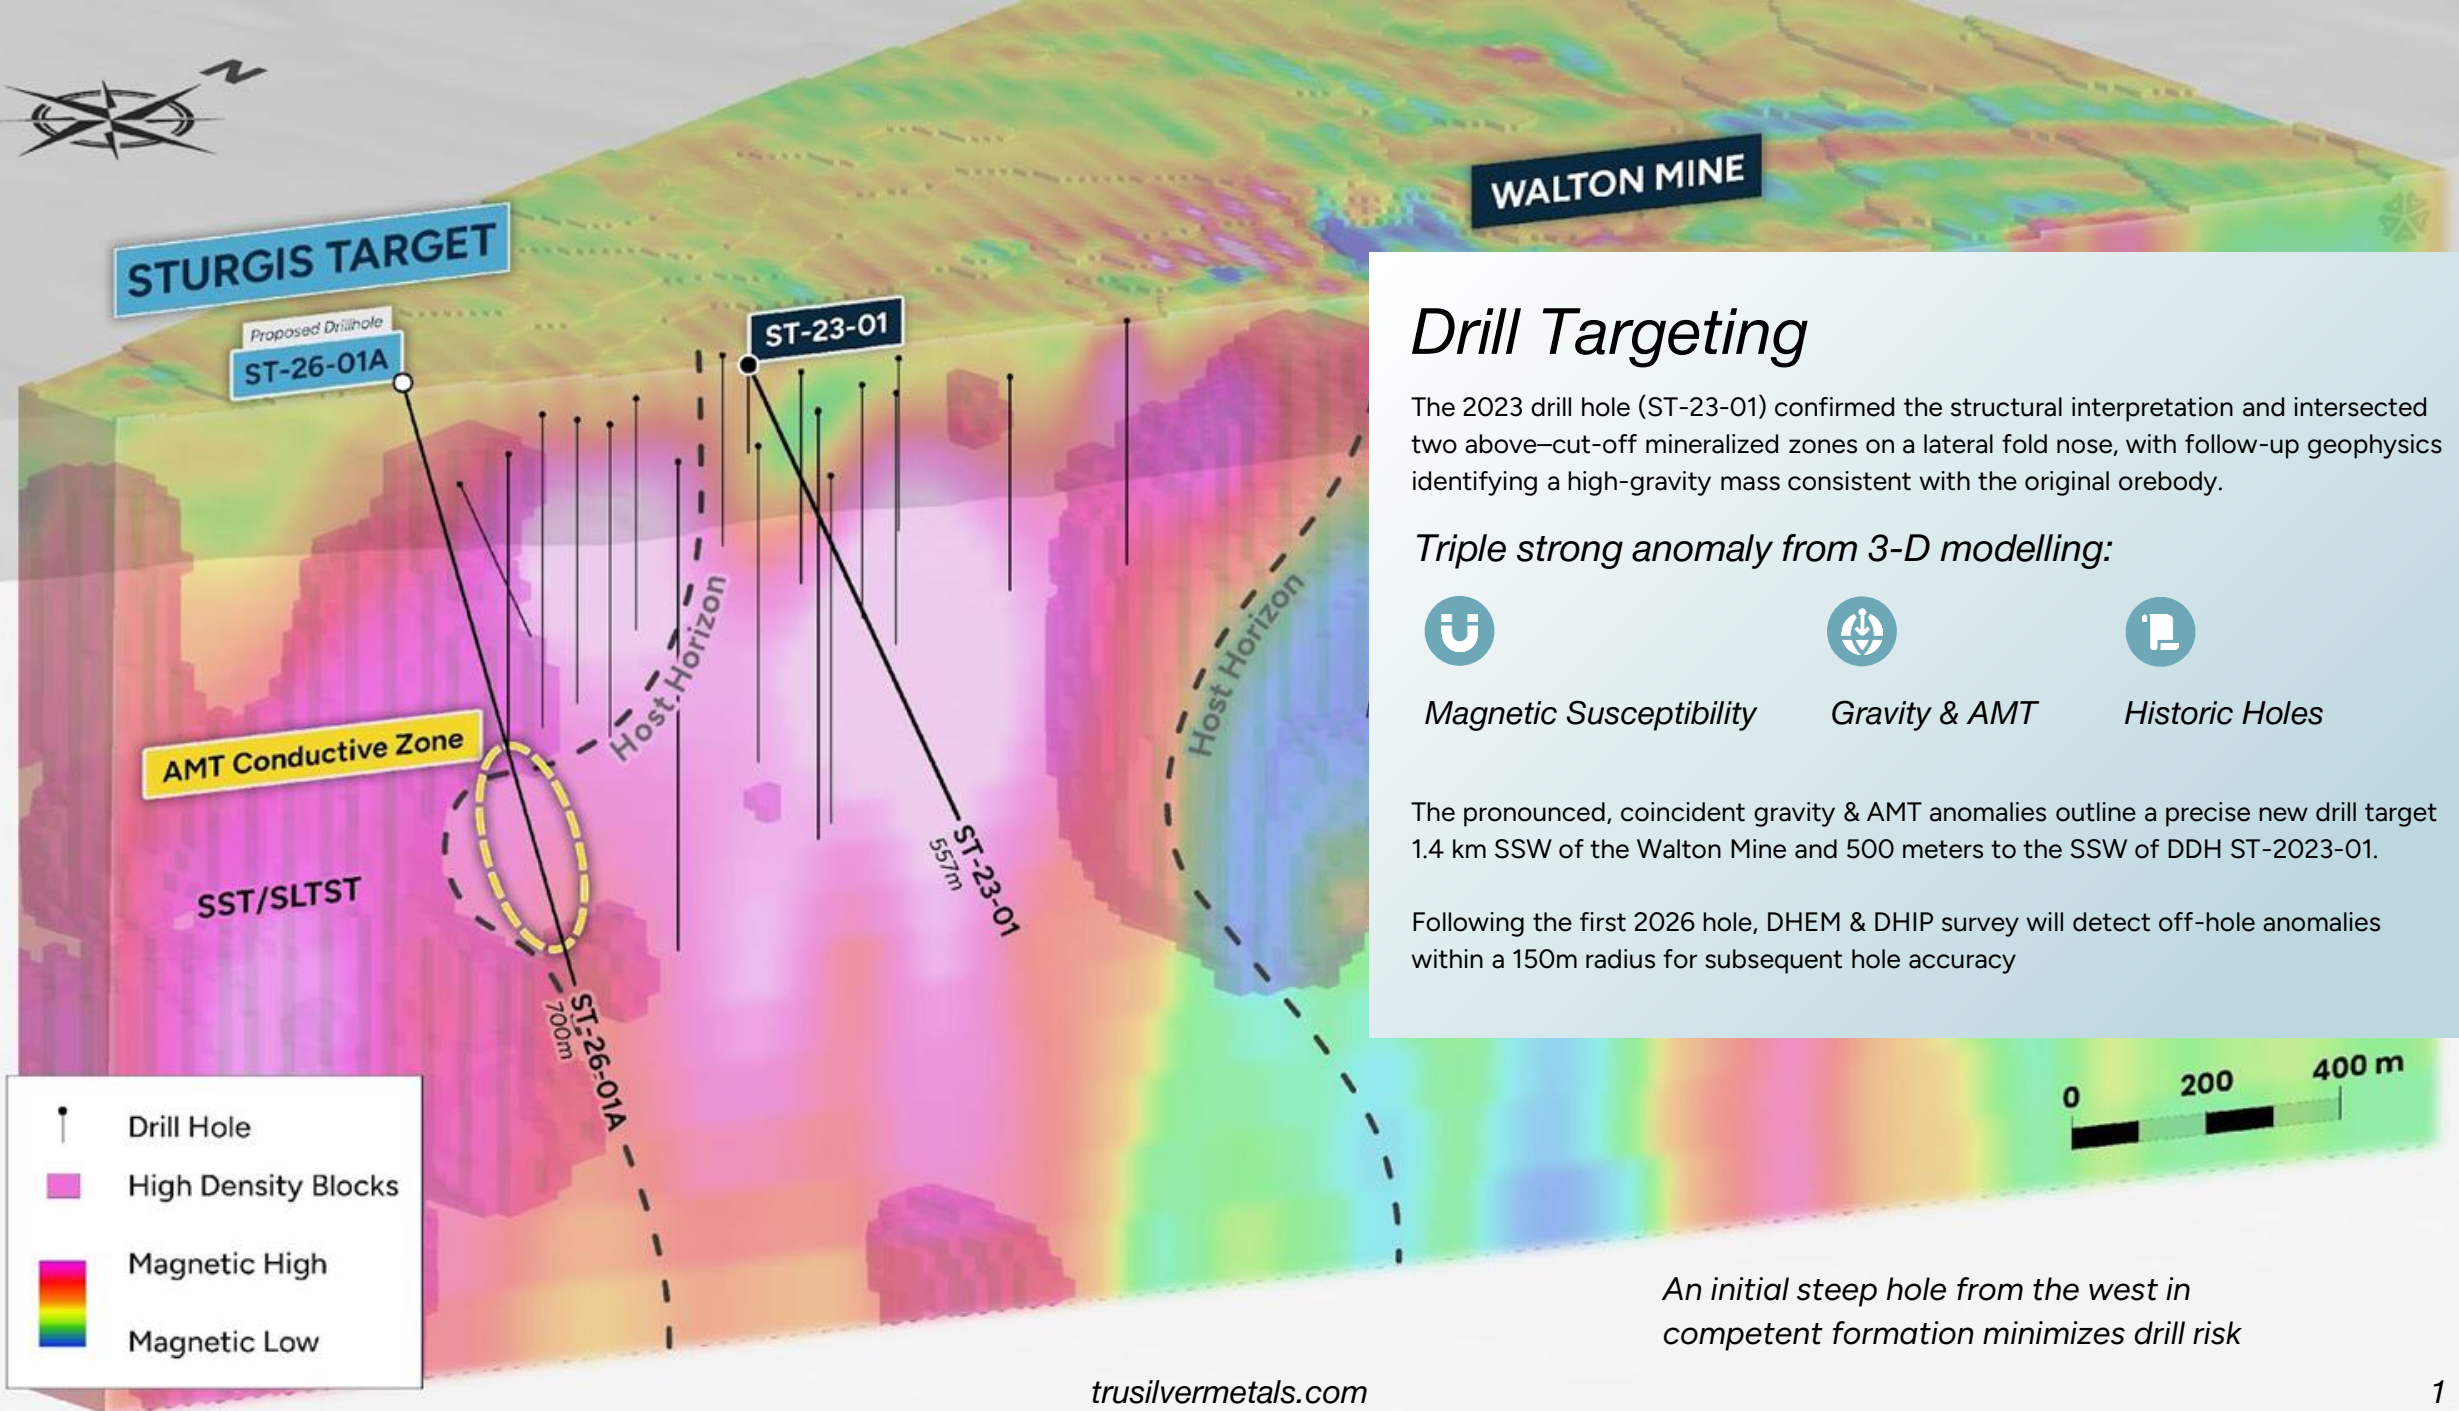 N
WALTON MINE
STURGIS TARGET
Proposed Drillhole
ST-26-01A
ST-23-01
Drill Targeting
The 2023 drill hole (ST-23-01) confirmed the structural interpretation and intersected
two above–cut-off mineralized zones on a lateral fold nose, with follow-up geophysics
identifying a high-gravity mass consistent with the original orebody.
Triple strong anomaly from 3-D modelling:
Magnetic Susceptibility
Gravity & AMT
Historic Holes
The pronounced, coincident gravity & AMT anomalies outline a precise new drill target
1.4 km SSW of the Walton Mine and 500 meters to the SSW of DDH ST-2023-01.
Following the first 2026 hole, DHEM & DHIP survey will detect off-hole anomalies
within a 150m radius for subsequent hole accuracy
Host Horizon
Host Horizon
AMT Conductive Zone
SST/SLTST
ST-23-01
557m
ST-26-01A
700m
Drill Hole
High Density Blocks
Magnetic High
Magnetic Low
0
200
400 m
An initial steep hole from the west in
competent formation minimizes drill risk
trusilvermetals.com
1